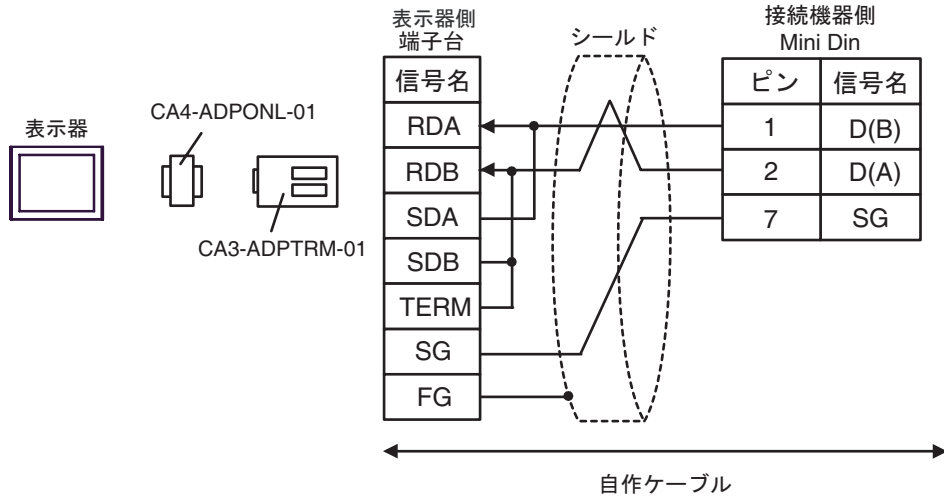 表示器
CA4-ADPONL-01
CA3-ADPTRM-01
表示器側
端子台
信号名
RDA
RDB
SDA
SDB
TERM
SG
FG
シールド
接続機器側
Mini Din
ピン 信号名
1 D(B)
2 D(A)
7 SG
自作ケーブル